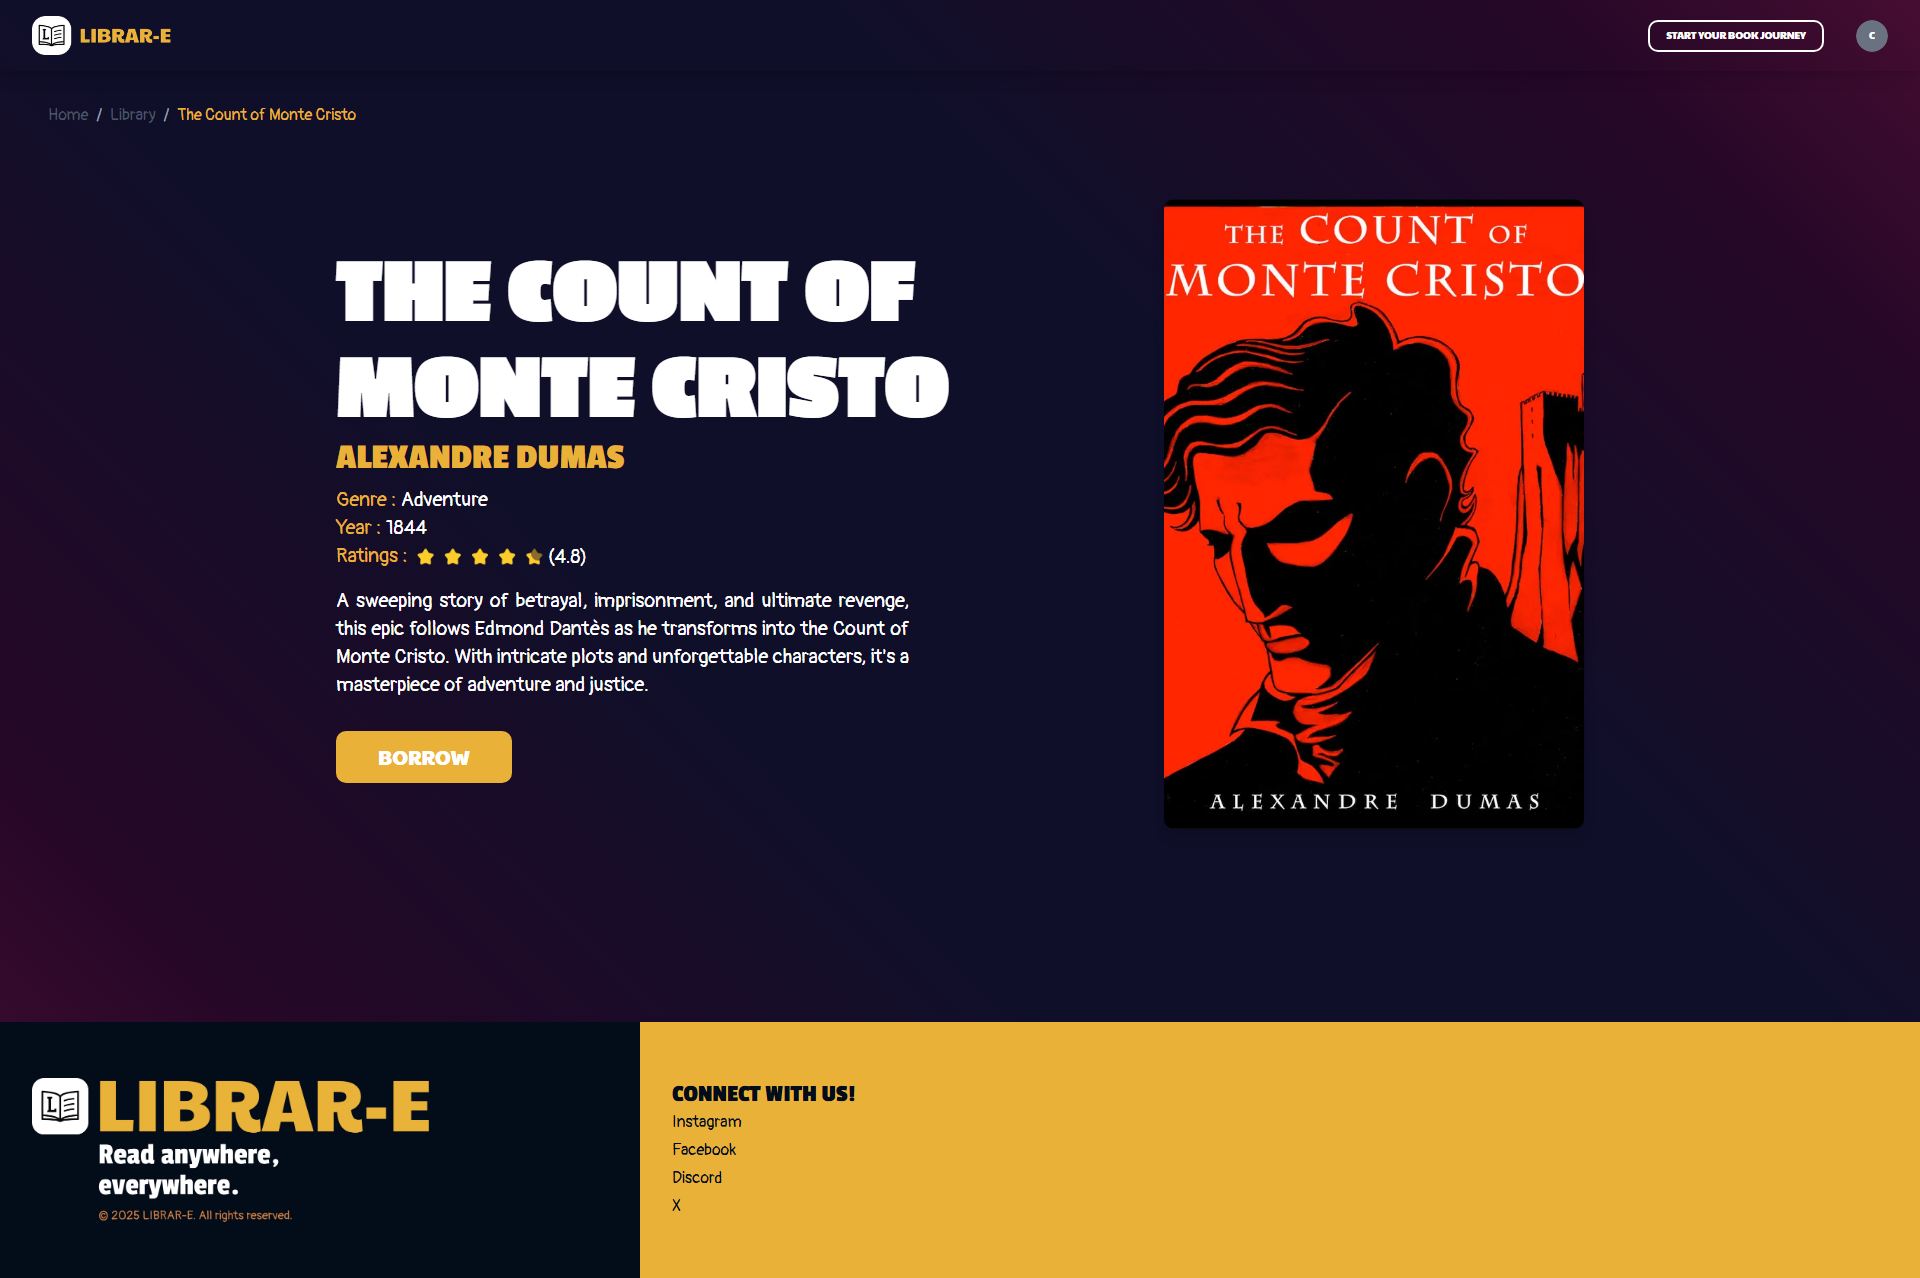 LIBRAR-E
START YOUR BOOK JOURNEY
C
Home / Library / The Count of Monte Cristo
THE COUNT OF
MONTE CRISTO
ALEXANDRE DUMAS
Genre : Adventure
Year : 1844
Ratings : (4.8)
A sweeping story of betrayal, imprisonment, and ultimate revenge,
this epic follows Edmond Dantès as he transforms into the Count of
Monte Cristo. With intricate plots and unforgettable characters, it's a
masterpiece of adventure and justice.
BORROW
THE COUNT OF
MONTE CRISTO
ALEXANDRE DUMAS
L
LIBRAR-E
Read anywhere,
everywhere.
© 2025 LIBRAR-E. All rights reserved.
CONNECT WITH US!
Instagram
Facebook
Discord
X